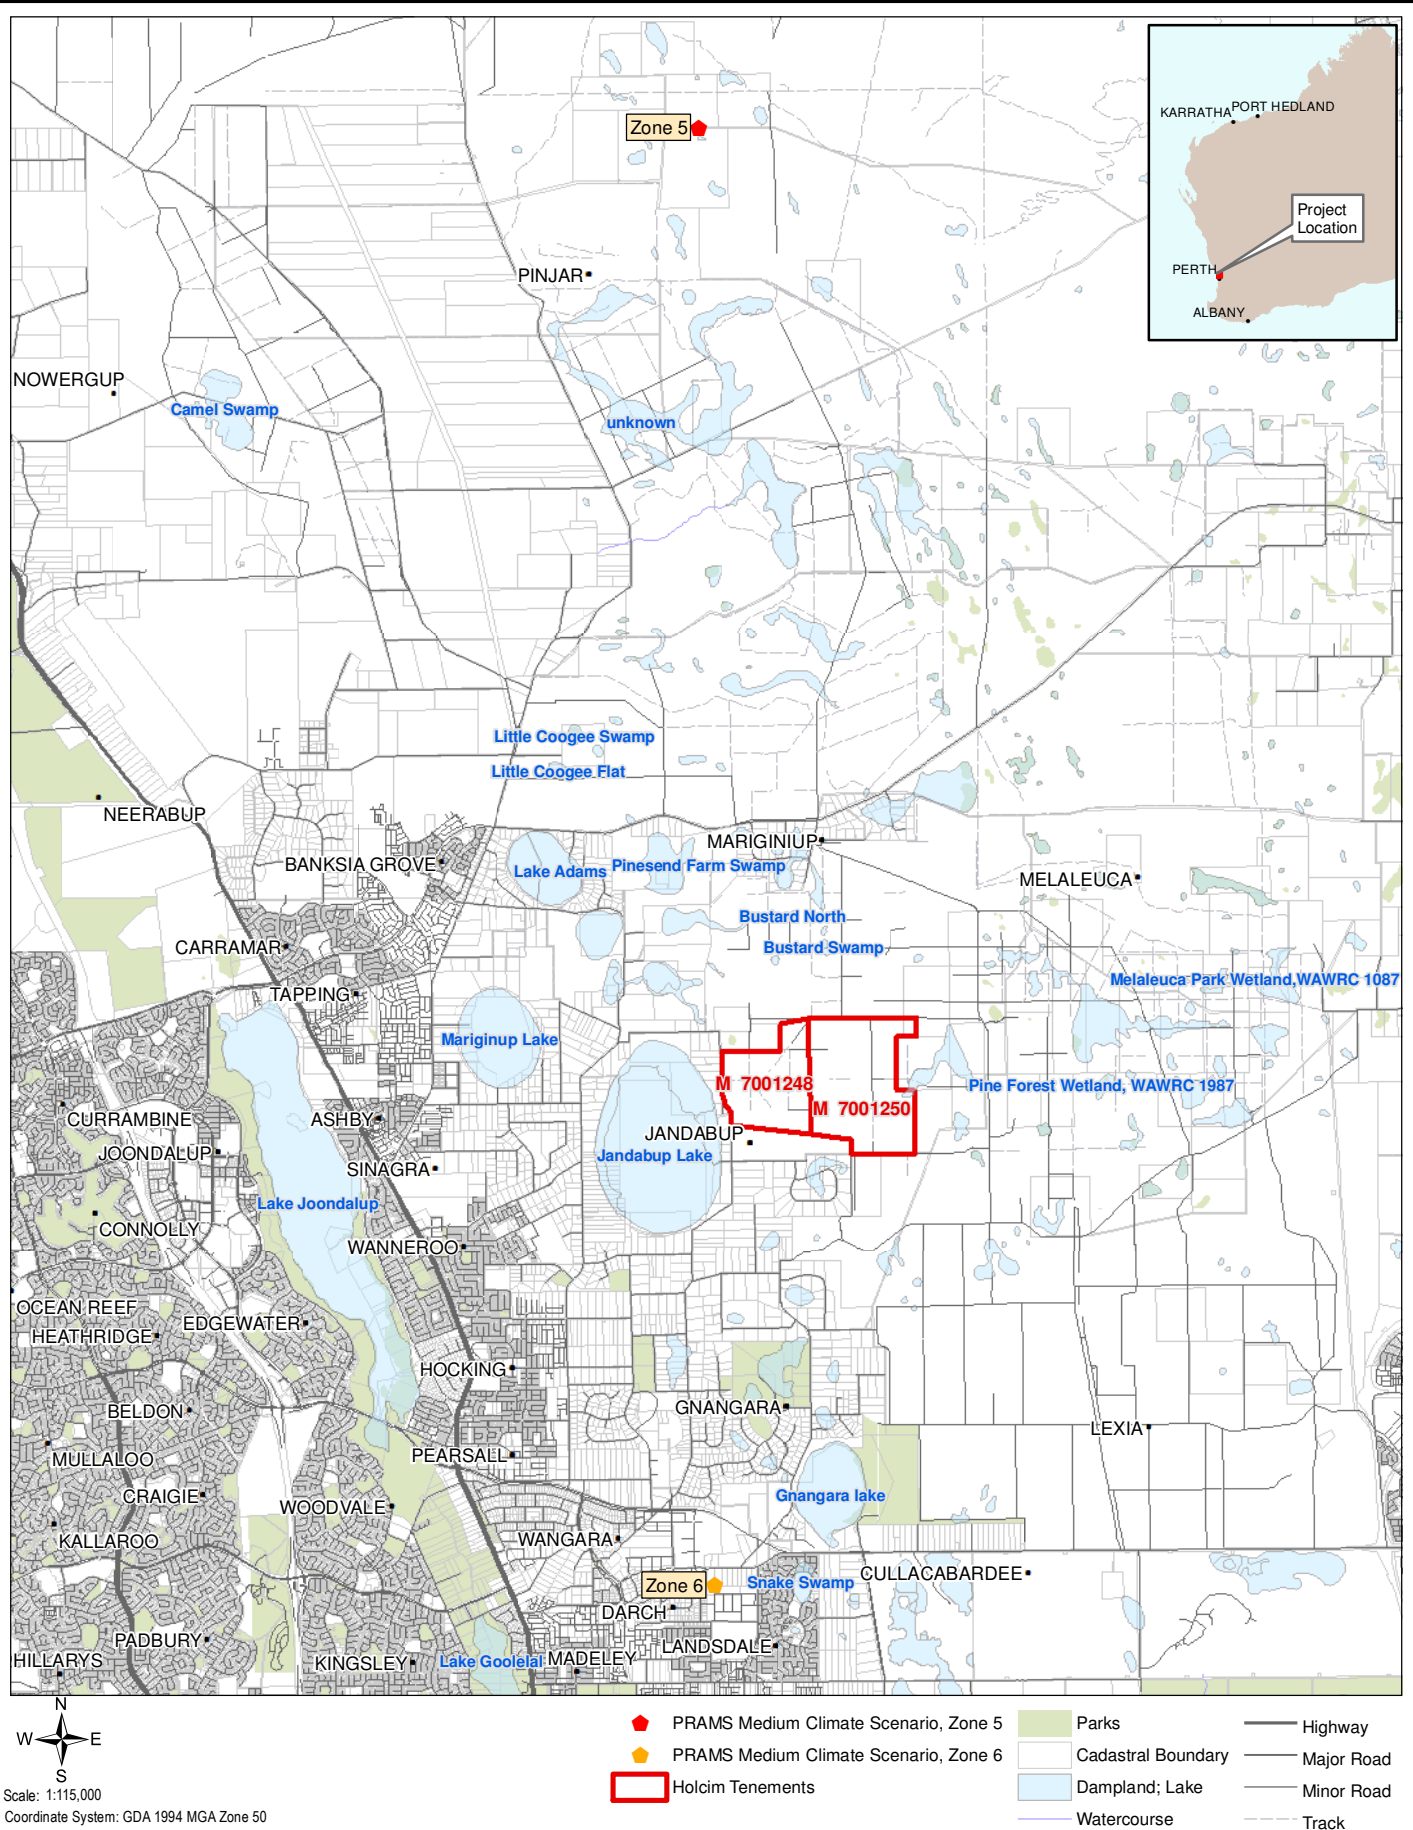 Zone 5
KARRATHA
PORT HEDLAND
Project
Location
PERTH
ALBANY
PINJAR
NOWERGUP
Camel Swamp
unknown
Little Coogee Swamp
Little Coogee Flat
NEERABUP
MARIGINIUP
BANKSIA GROVE
Lake Adams
Pinesend Farm Swamp
MELALEUCA
Bustard North
CARRAMAR
Bustard Swamp
Melaleuca Park Wetland,WAWRC 1087
TAPPING
Mariginup Lake
M 7001248
Pine Forest Wetland, WAWRC 1987
M 7001250
CURRAMBINE
ASHBY
JANDABUP
JOONDALUP
Jandabup Lake
SINAGRA
Lake Joondalup
CONNOLLY
WANNEROO
OCEAN REEF
EDGEWATER
HEATHRIDGE
HOCKING
BELDON
GNANGARA
LEXIA
MULLALOO
PEARSALL
CRAIGIE
Gnangara lake
WOODVALE
KALLAROO
WANGARA
CULLACABARDEE
Zone 6
Snake Swamp
DARCH
PADBURY
LANDSDALE
HILLARYS
KINGSLEY
Lake Goolelal
MADELEY
N
W
E
S
Scale: 1:115,000
Coordinate System: GDA 1994 MGA Zone 50
PRAMS Medium Climate Scenario, Zone 5
PRAMS Medium Climate Scenario, Zone 6
Holcim Tenements
Parks
Cadastral Boundary
Dampland; Lake
Watercourse
Highway
Major Road
Minor Road
Track